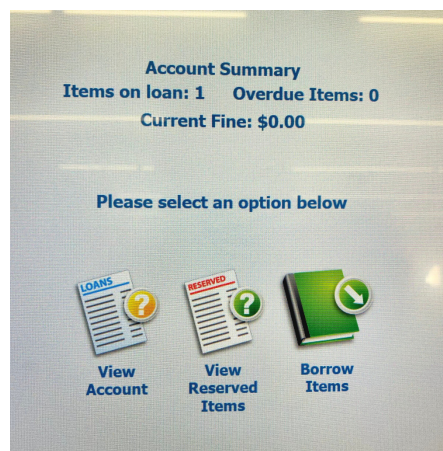 Account Summary
Items on loan: 1 Overdue Items: 0
Current Fine: $0.00
Please select an option below
LOANS
?
RESERVED
?
View
Account
View
Reserved
Items
Borrow
Items